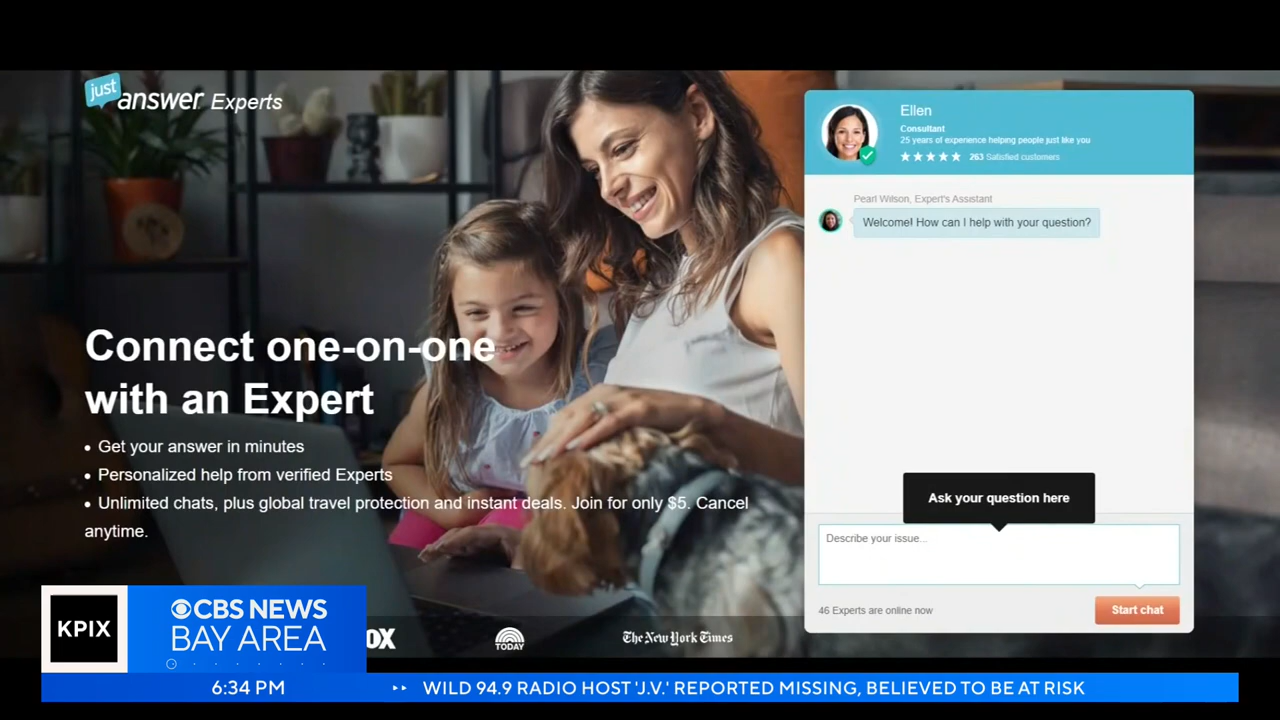 just
answer Experts
Connect one-on-one
with an Expert
• Get your answer in minutes
• Personalized help from verified Experts
• Unlimited chats, plus global travel protection and instant deals. Join for only $5. Cancel
anytime.
Ellen
Consultant
25 years of experience helping people just like you
263 Satisfied customers
Pearl Wilson, Expert's Assistant
Welcome! How can I help with your question?
Ask your question here
Describe your issue...
46 Experts are online now
Start chat
OX
TODAY
The New York Times
KPIX
CBS NEWS
BAY AREA
6:34 PM
WILD 94.9 RADIO HOST 'J.V.' REPORTED MISSING, BELIEVED TO BE AT RISK